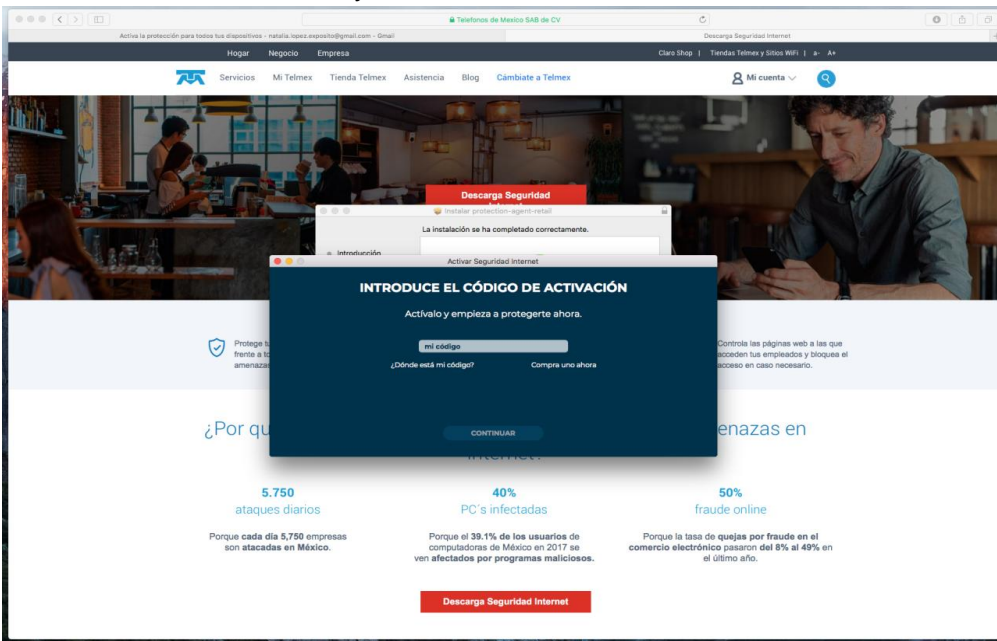 Telefonos de Mexico SAB de CV
Activa la protección para todos tus dispositivos - natalia.lopez.exposito@gmail.com - Gmail
Descarga Seguridad Internet
Hogar Negocio Empresa
Claro Shop | Tiendas Telmex y Sitios WiFi | a- A+
Servicios Mi Telmex Tienda Telmex Asistencia Blog Cámbiate a Telmex
Mi cuenta
Descarga Seguridad
Instalar protection-agent-retail
La instalación se ha completado correctamente.
Introducción
Activar Seguridad Internet
INTRODUCE EL CÓDIGO DE ACTIVACIÓN
Actívalo y empieza a protegerte ahora.
mi código
¿Dónde está mi código? Compra uno ahora
CONTINUAR
Protege
frente a
Controla las páginas web a las que
acceden tus empleados y bloquea el
acceso en caso necesario.
¿Por qu
enazas en
5.750
ataques diarios
Porque cada día 5,750 empresas
son atacadas en México.
40%
PC´s infectadas
Porque el 39.1% de los usuarios de
computadoras de México en 2017 se
ven afectados por programas maliciosos.
50%
fraude online
Porque la tasa de quejas por fraude en el
comercio electrónico pasaron del 8% al 49% en
el último año.
Descarga Seguridad Internet